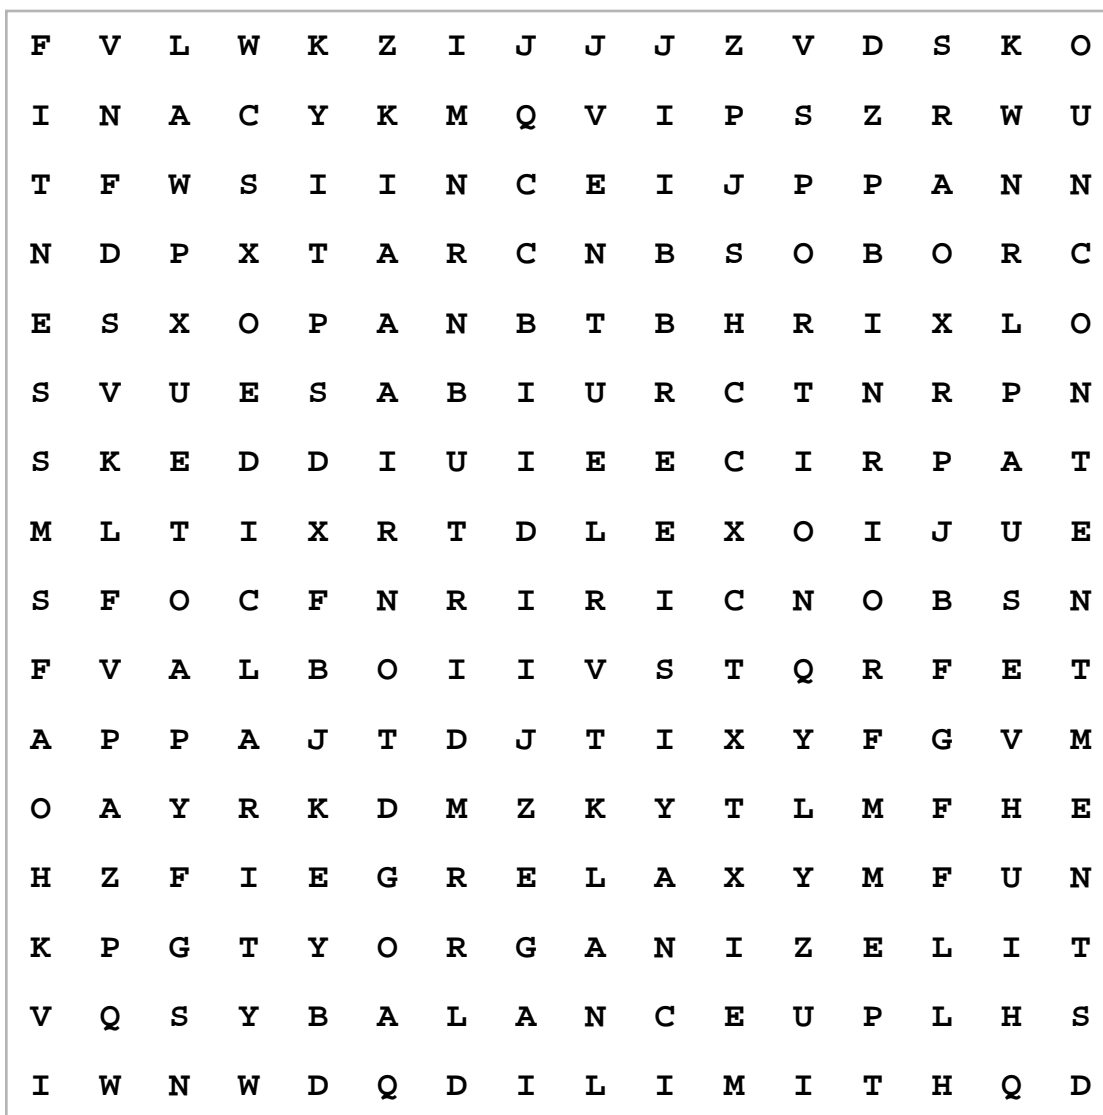 F V L W K Z I J J J Z V D S K O
I N A C Y K M Q V I P S Z R W U
T F W S I I N C E I J P P A N N
N D P X T A R C N B S O B O R C
E S X O P A N B T B H R I X L O
S V U E S A B I U R C T N R P N
S K E D D I U I E E C I R P A T
M L T I X R T D L E X O I J U E
S F O C F N R I R I C N O B S N
F V A L B O I I V S T Q R F E T
A P P A J T D J T I X Y F G V M
O A Y R K D M Z K Y T L M F H E
H Z F I E G R E L A X Y M F U N
K P G T Y O R G A N I Z E L I T
V Q S Y B A L A N C E U P L H S
I W N W D Q D I L I M I T H Q D